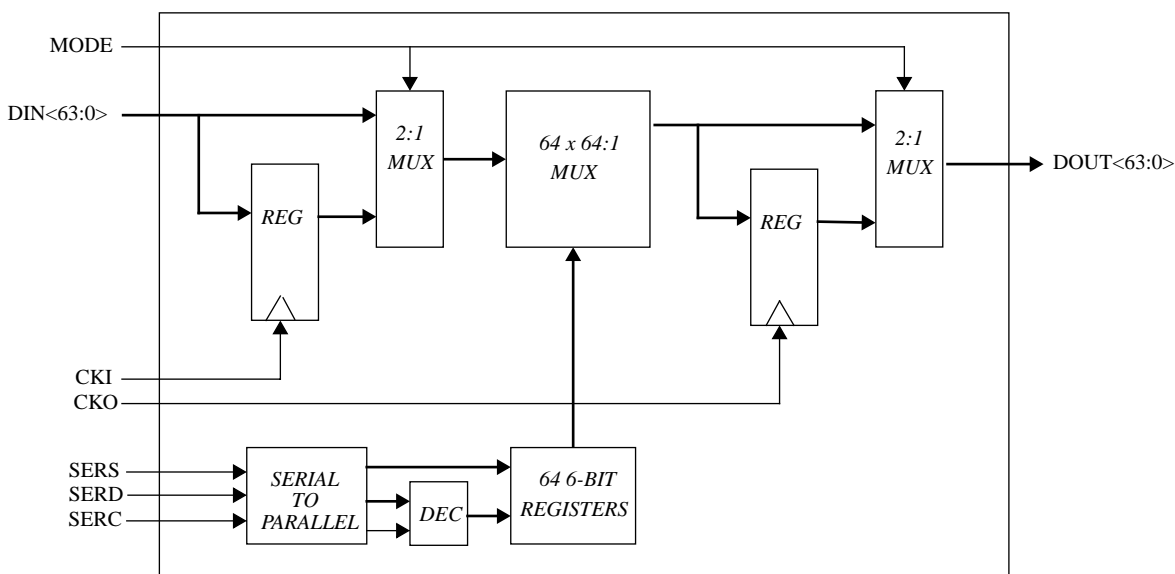 MODE
DIN<63:0>
2:1
MUX
64 x 64:1
MUX
2:1
MUX
DOUT<63:0>
REG
REG
CKI
CKO
SERS
SERD
SERC
SERIAL
TO
PARALLEL
DEC
64 6-BIT
REGISTERS